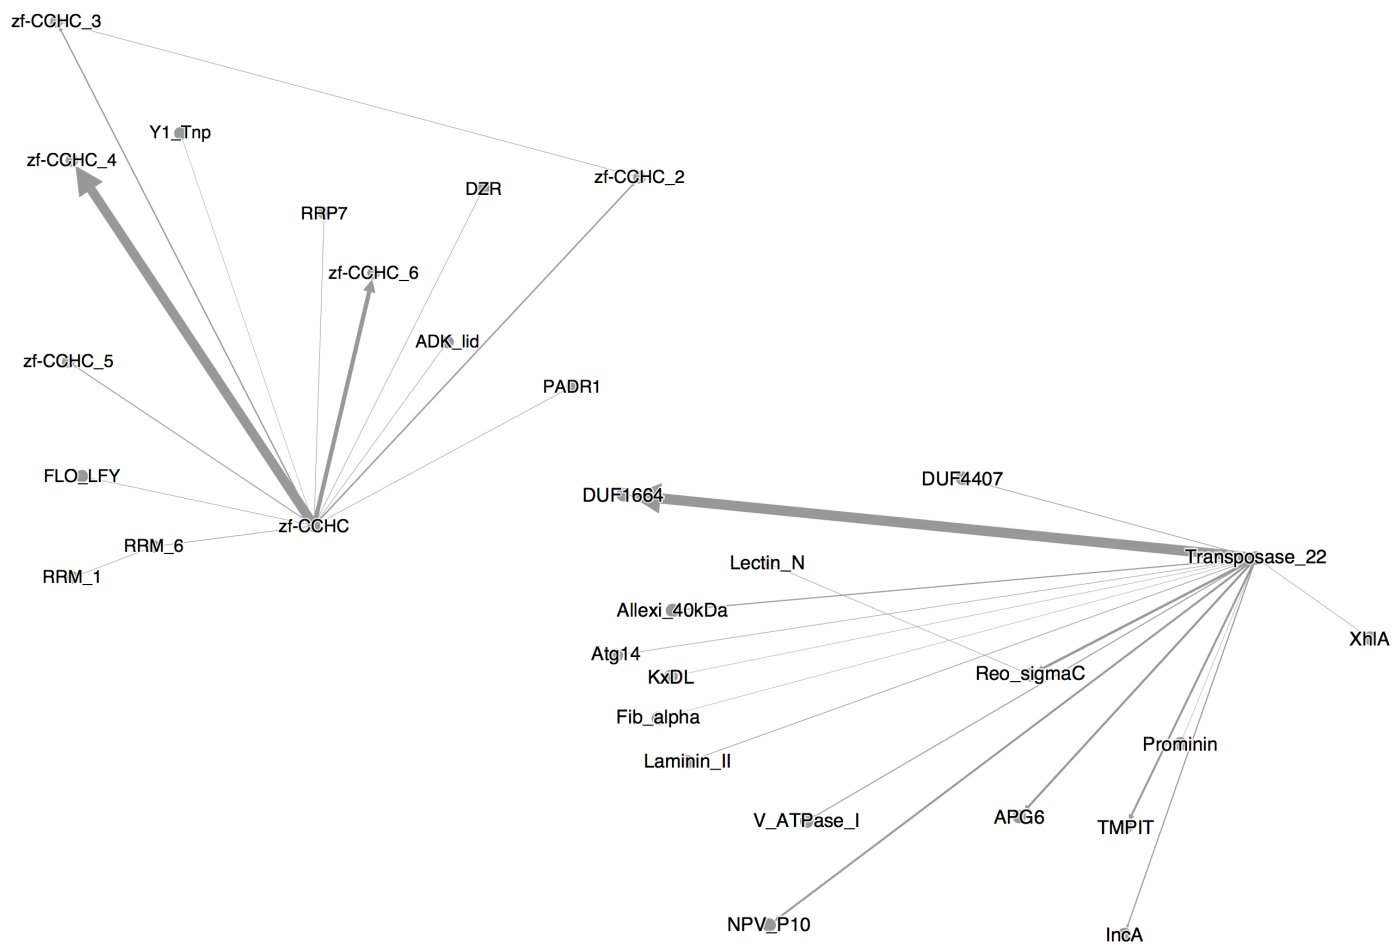 zf-CCHC_3
Y1_Tnp
zf-CCHC_4
zf-CCHC_2
DZR
RRP7
zf-CCHC_6
ADK_lid
zf-CCHC_5
PADR1
FLO_LFY
DUF4407
DUF1664
zf-CCHC
RRM_6
Transposase_22
Lectin_N
RRM_1
Allexi_40kDa
XhlA
Atg14
Reo_sigmaC
KxDL
Fib_alpha
Prominin
Laminin_II
APG6
V_ATPase_I
TMPIT
NPV_P10
IncA